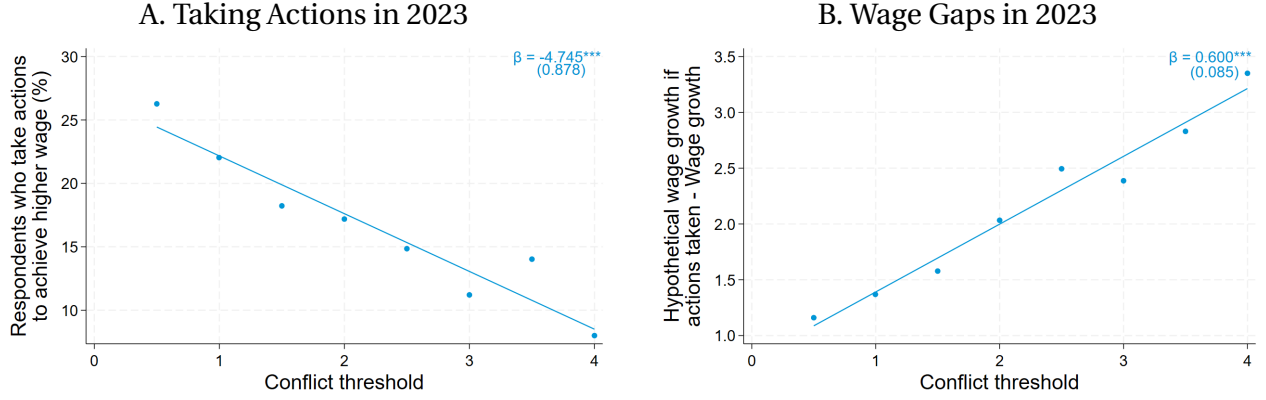 A. Taking Actions in 2023
Respondents who take actions
to achieve higher wage (%)
30
25
20
15
10
β = -4.745***
(0.878)
0
1
2
3
4
Conflict threshold
B. Wage Gaps in 2023
Hypothetical wage growth if
actions taken - Wage growth
3.5
3.0
2.5
2.0
1.5
1.0
β = 0.600***
(0.085)
0
1
2
3
4
Conflict threshold